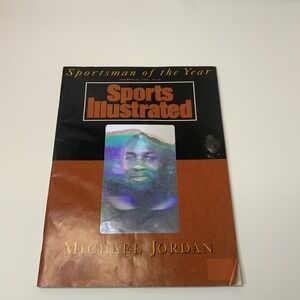 Sportsman of the Year
Sports
Illustrated
MICHAEL JORDAN